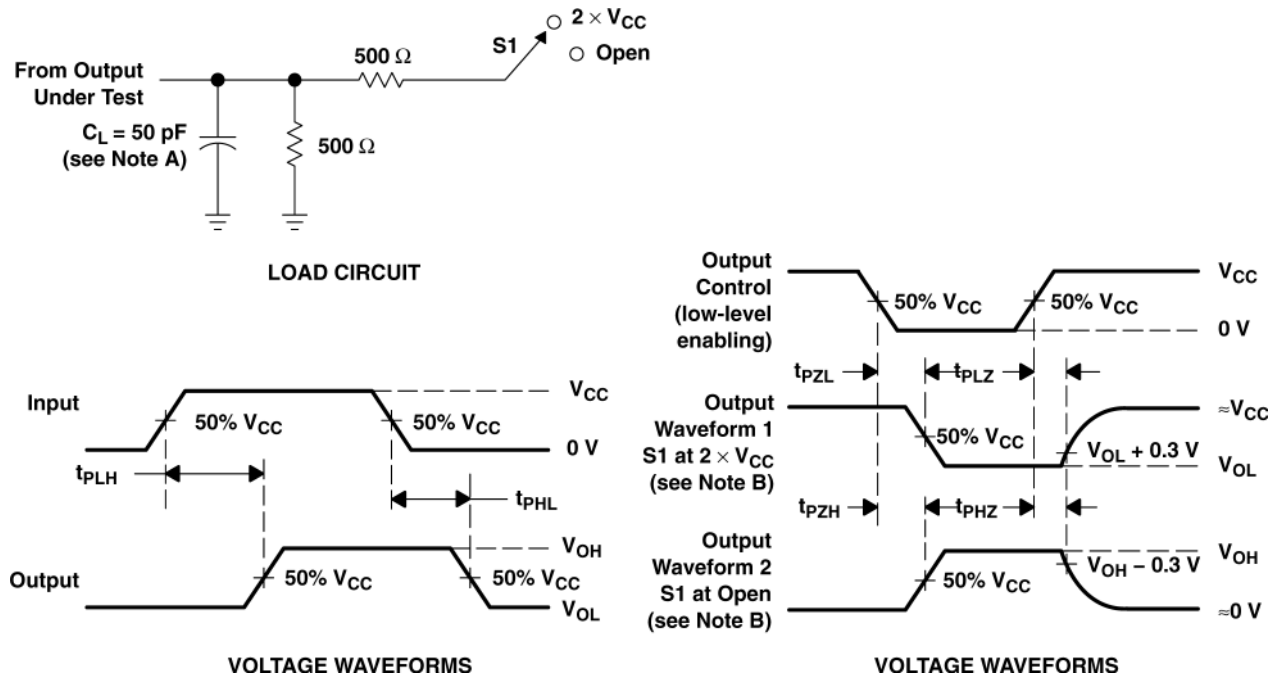 2 × VCC
S1
Open
500 Ω
From Output
Under Test
CL = 50 pF
(see Note A)
500 Ω
LOAD CIRCUIT
Input
VCC
50% VCC
50% VCC
0 V
tPLH
tPHL
Output
VOH
50% VCC
50% VCC
VOL
VOLTAGE WAVEFORMS
Output
Control
(low-level
enabling)
VCC
50% VCC
50% VCC
0 V
tPZL
tPLZ
Output
Waveform 1
S1 at 2 × VCC
(see Note B)
≈VCC
50% VCC
VOL + 0.3 V
VOL
tPZH
tPHZ
Output
Waveform 2
S1 at Open
(see Note B)
VOH
50% VCC
VOH − 0.3 V
≈0 V
VOLTAGE WAVEFORMS